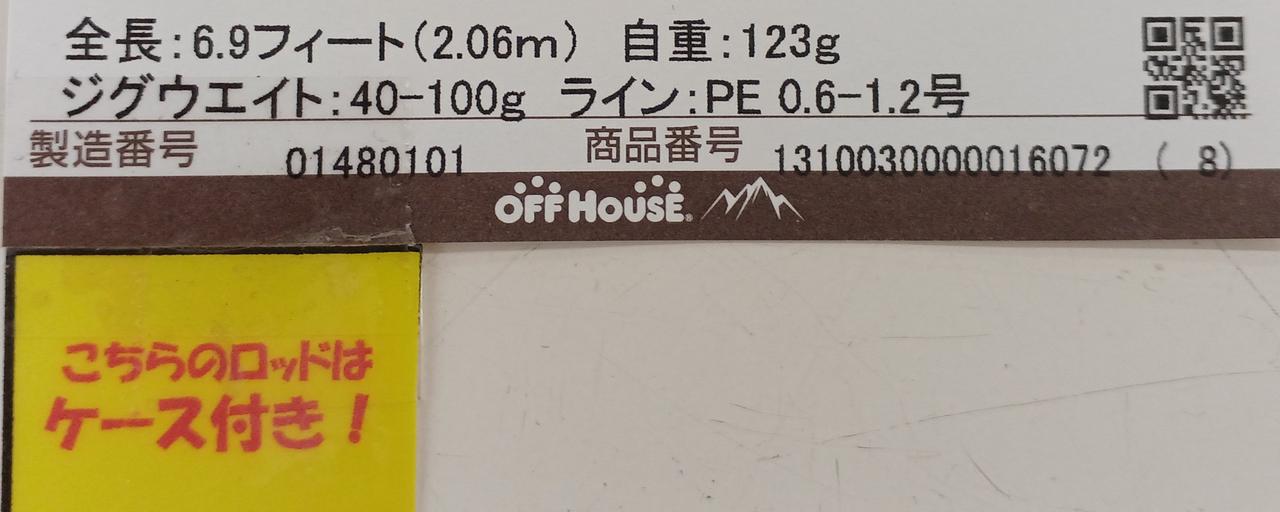 全長:6.9フィート(2.06m) 自重:123g
ジグウエイト:40-100g ライン:PE 0.6-1.2号
製造番号 01480101 商品番号 1310030000016072 ( 8)
OFF HOUSE®
こちらのロッドは
ケース付き!